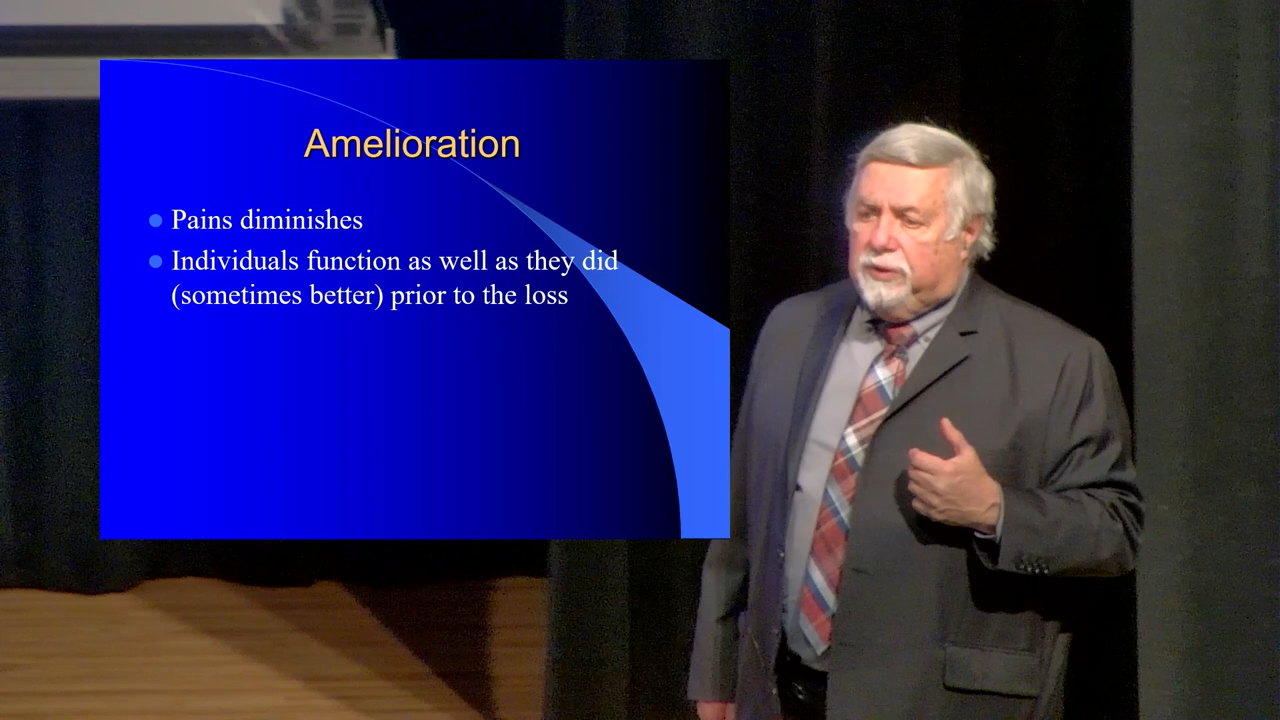 Amelioration
Pains diminishes
Individuals function as well as they did
(sometimes better) prior to the loss